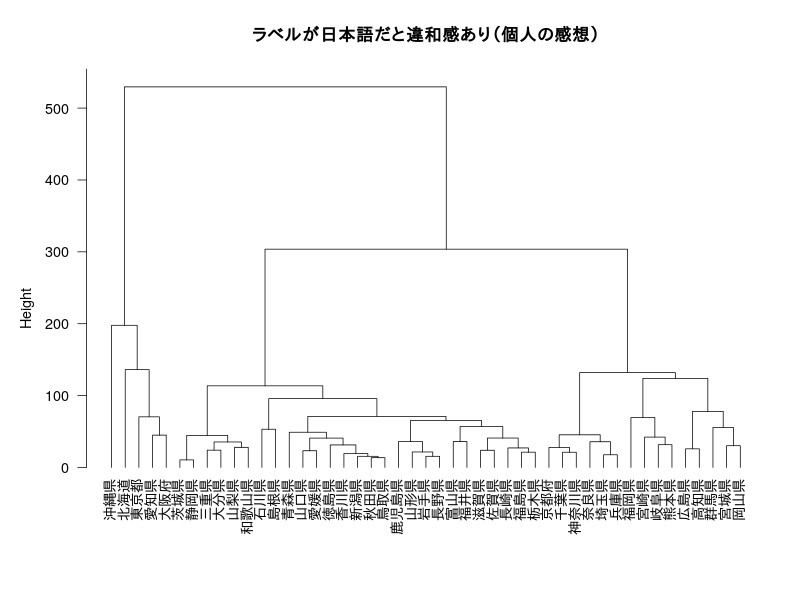 ラベルが日本語だと違和感あり（個人の感想）
Height
500
400
300
200
100
0
沖縄県
北海道
東京都
愛知県
大阪府
茨城県
静岡県
三重県
大分県
山梨県
和歌山県
石川県
島根県
青森県
山口県
愛媛県
徳島県
香川県
新潟県
秋田県
鳥取県
鹿児島県
山形県
岩手県
長野県
富山県
福井県
滋賀県
佐賀県
長崎県
福島県
栃木県
京都府
千葉県
神奈川県
奈良県
埼玉県
兵庫県
福岡県
宮崎県
岐阜県
熊本県
広島県
高知県
群馬県
宮城県
岡山県